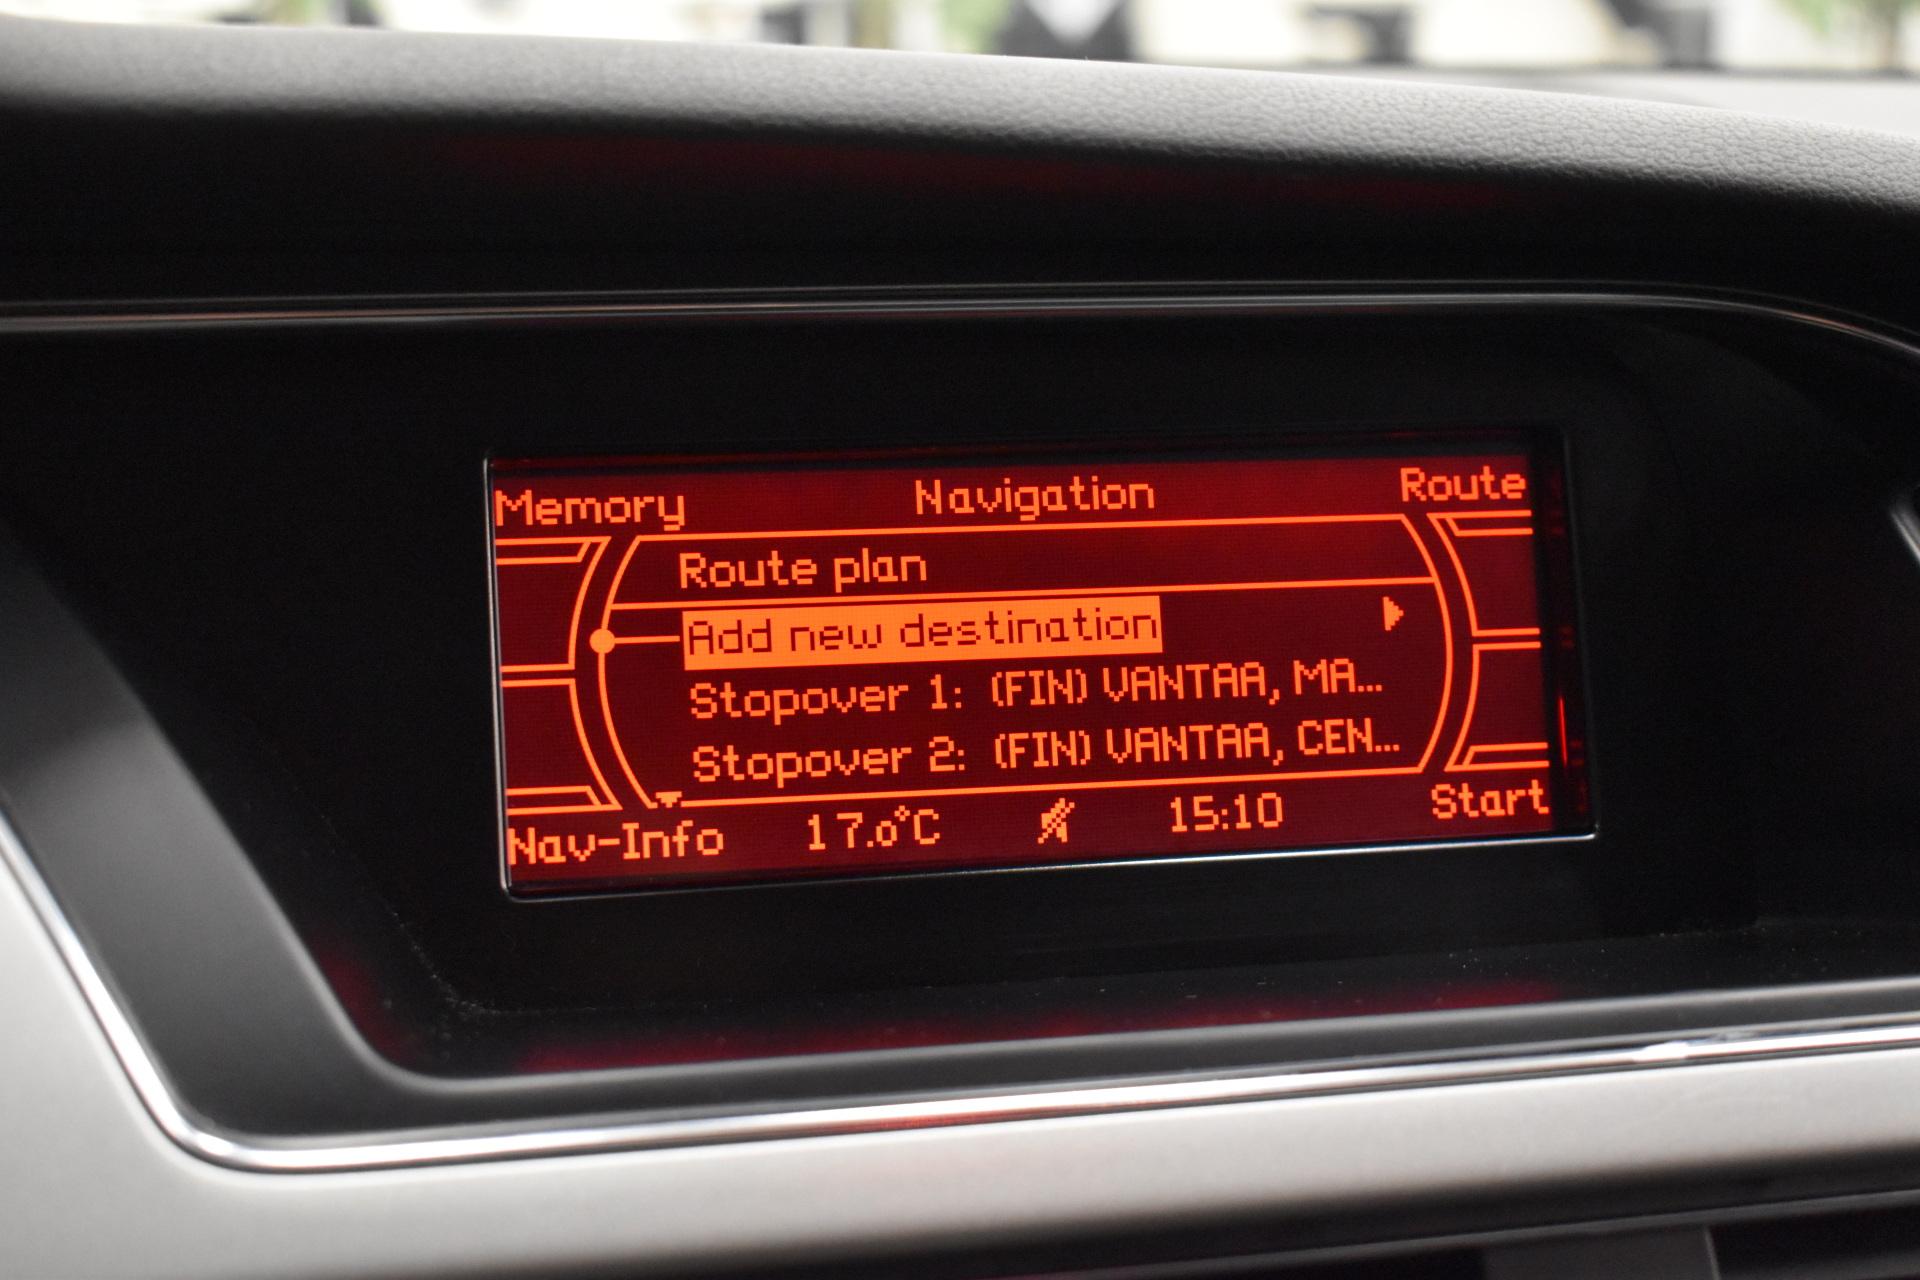 Memory Navigation Route
Route plan
Add new destination
Stopover 1: (FIN) VANTAA, MA...
Stopover 2: (FIN) VANTAA, CEN...
Nav-Info 17.0°C 15:10 Start